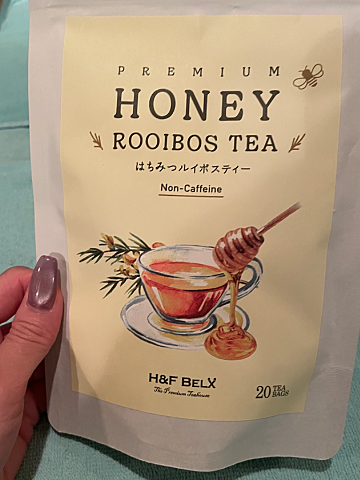 PREMIUM
HONEY
ROOIBOS TEA
はちみつルイボスティー
Non-Caffeine
H&F BELX
The Premium Teahouse
20 TEA
BAGS